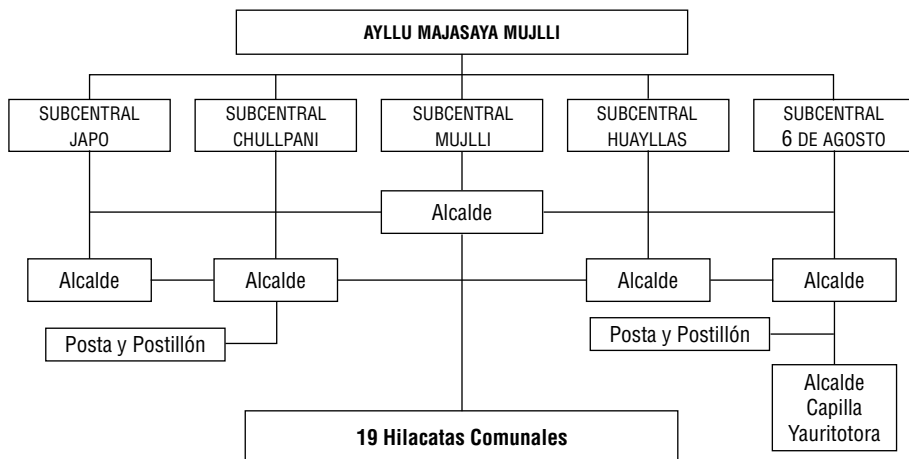 AYLLU MAJASAYA MUJLLI
SUBCENTRAL
JAPO
SUBCENTRAL
CHULLPANI
SUBCENTRAL
MUJLLI
SUBCENTRAL
HUAYLLAS
SUBCENTRAL
6 DE AGOSTO
Alcalde
Alcalde
Alcalde
Alcalde
Alcalde
Posta y Postillón
Posta y Postillón
Alcalde
Capilla
Yauritotora
19 Hilacatas Comunales